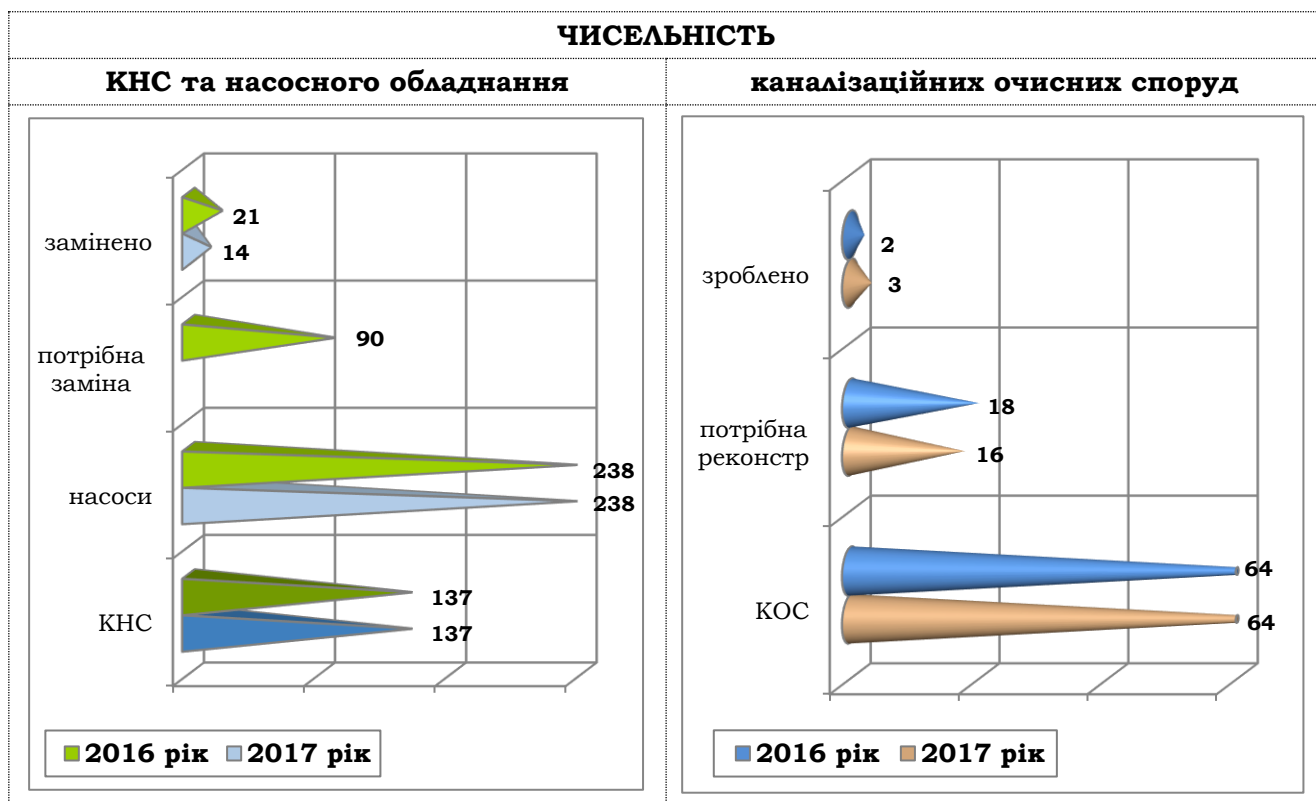 ЧИСЕЛЬНІСТЬ
КНС та насосного обладнання
замінено
21
14
потрібна
заміна
90
насоси
238
238
КНС
137
137
2016 рік 2017 рік
каналізаційних очисних споруд
зроблено
2
3
потрібна
реконстр
18
16
КОС
64
64
2016 рік 2017 рік